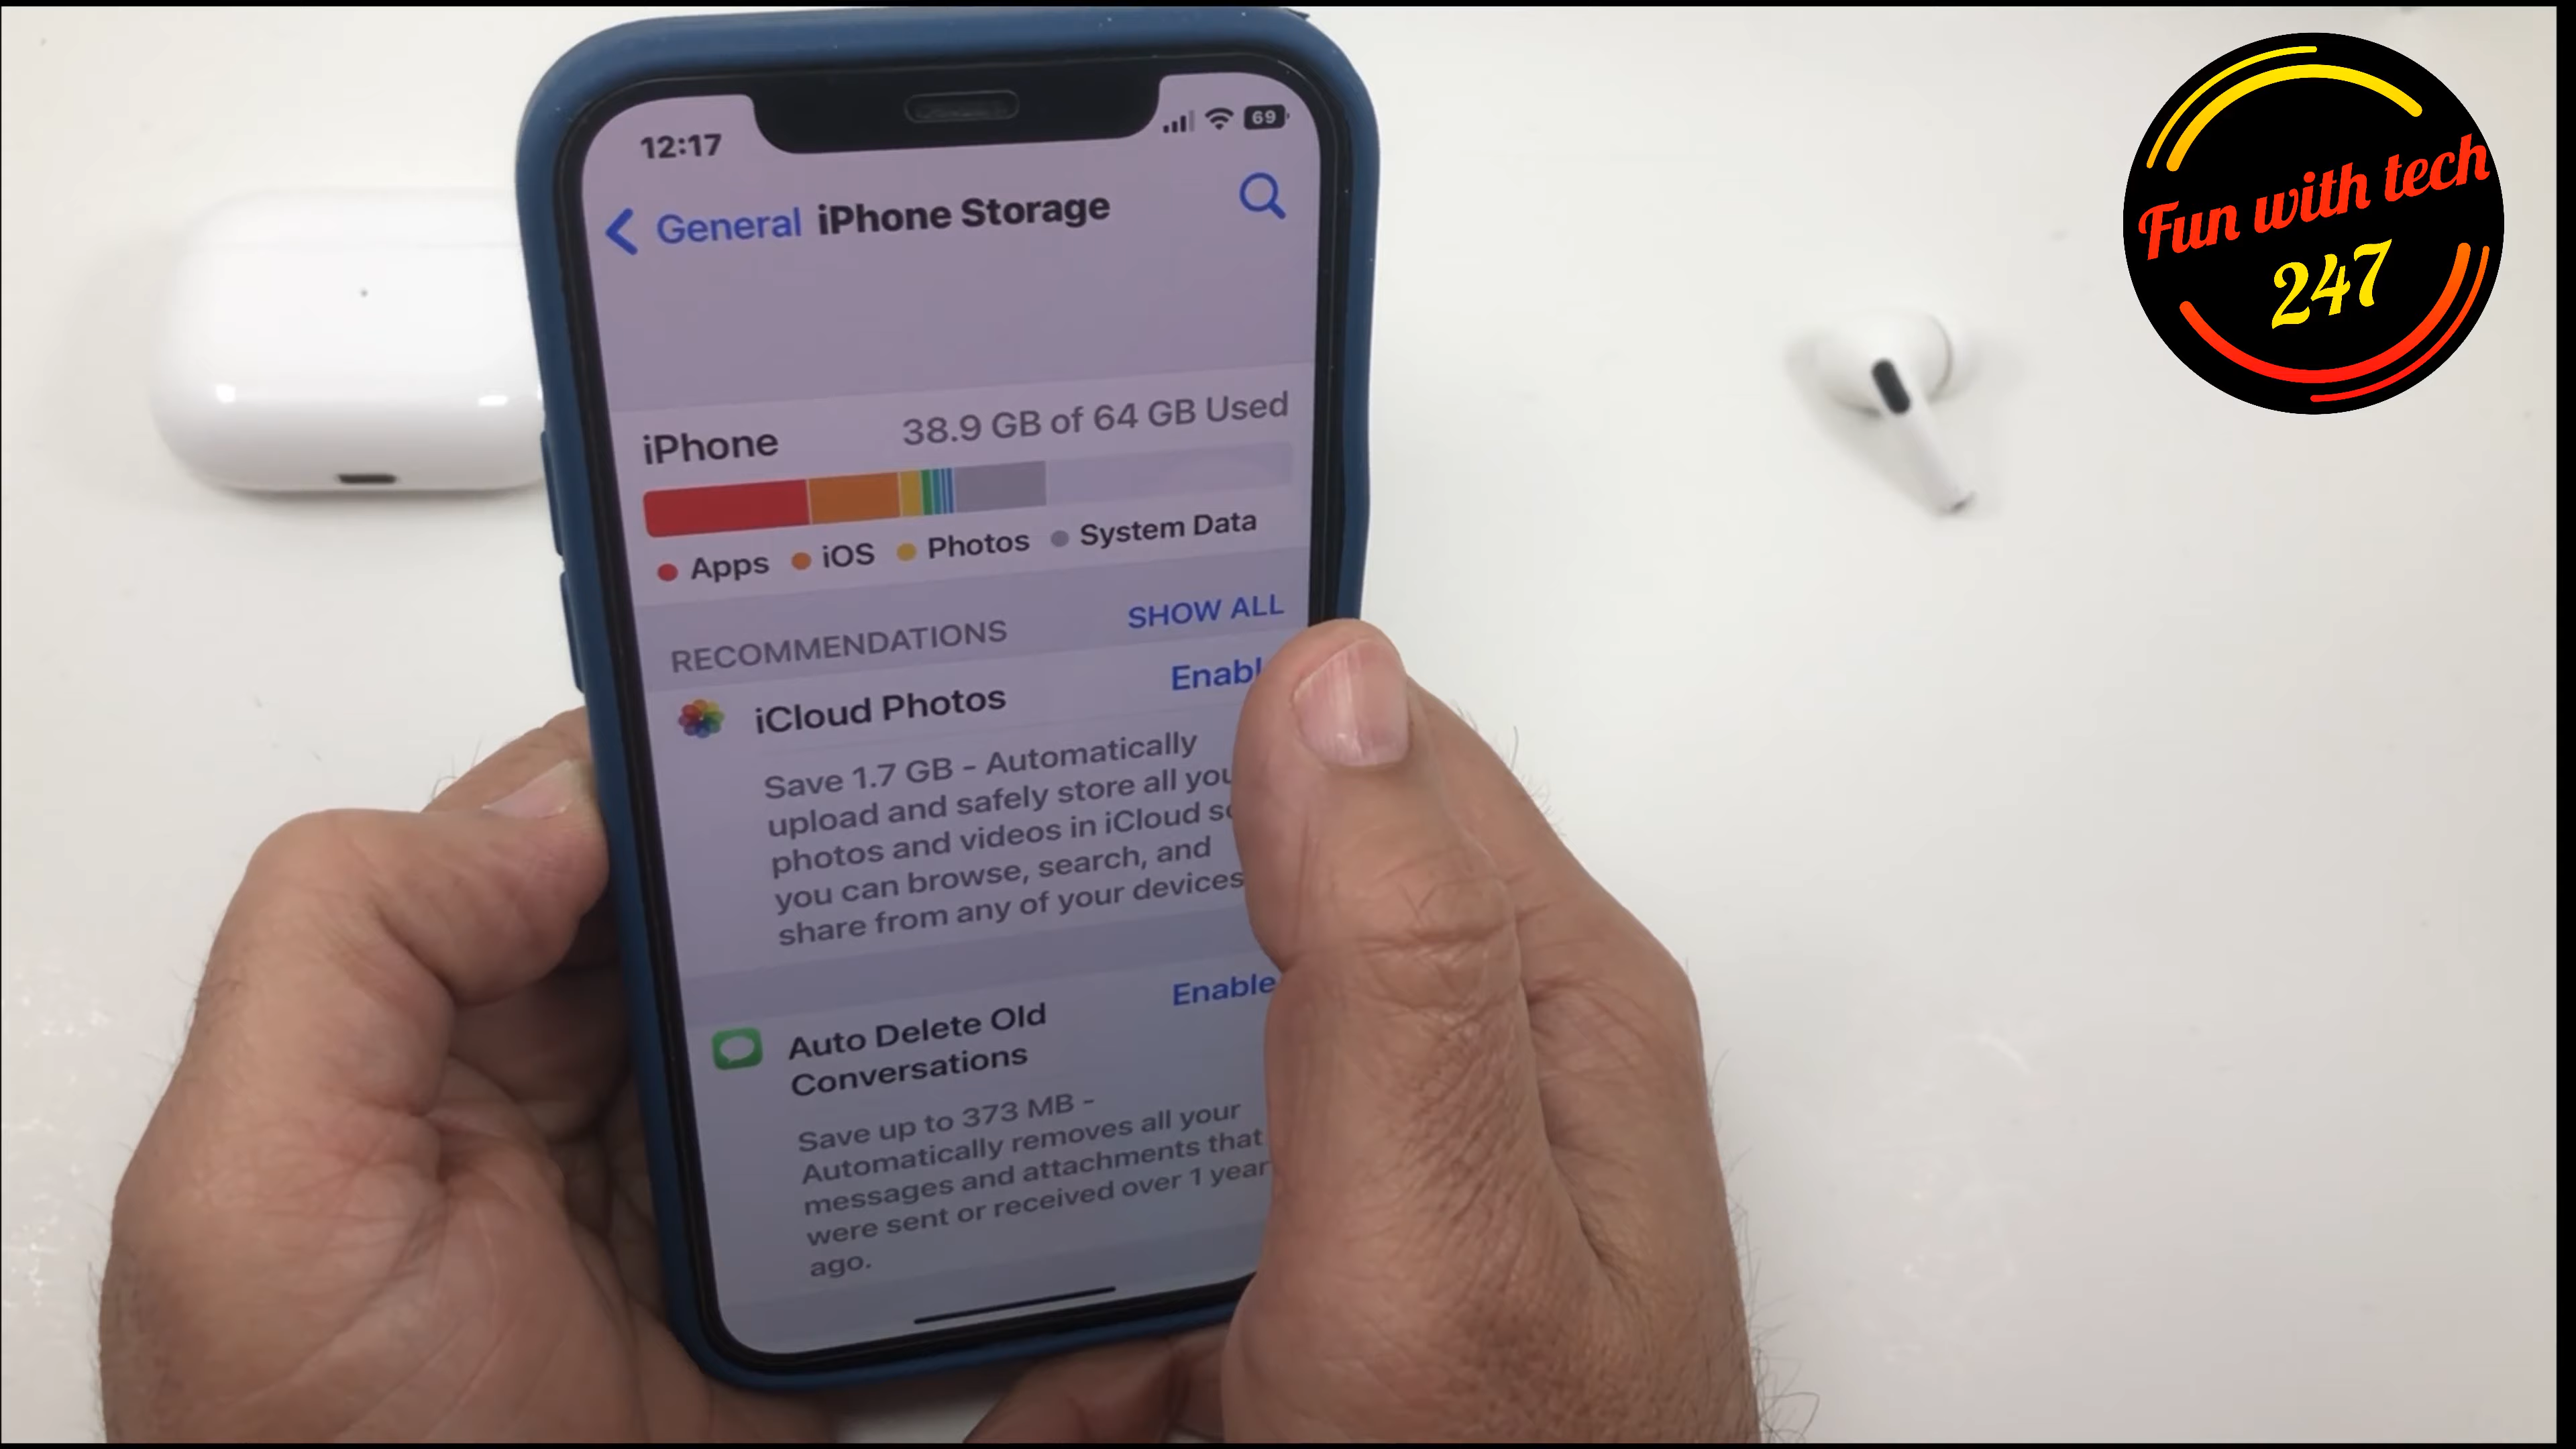 12:17
69
General iPhone Storage
iPhone 38.9 GB of 64 GB Used
Apps iOS Photos System Data
RECOMMENDATIONS SHOW ALL
iCloud Photos Enabl
Save 1.7 GB - Automatically
upload and safely store all you
photos and videos in iCloud so
you can browse, search, and
share from any of your devices
Auto Delete Old Enable
Conversations
Save up to 373 MB -
Automatically removes all your
messages and attachments that
were sent or received over 1 year
ago.
Fun with tech
247